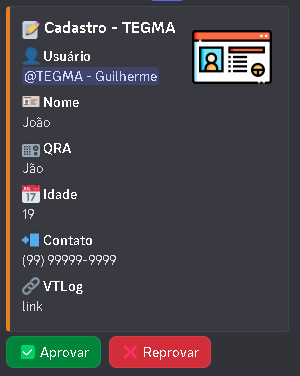 Cadastro - TEGMA
Usuário
@TEGMA - Guilherme
Nome
João
QRA
Jão
Idade
19
Contato
(99) 99999-9999
VTLog
link
Aprovar
Reprovar